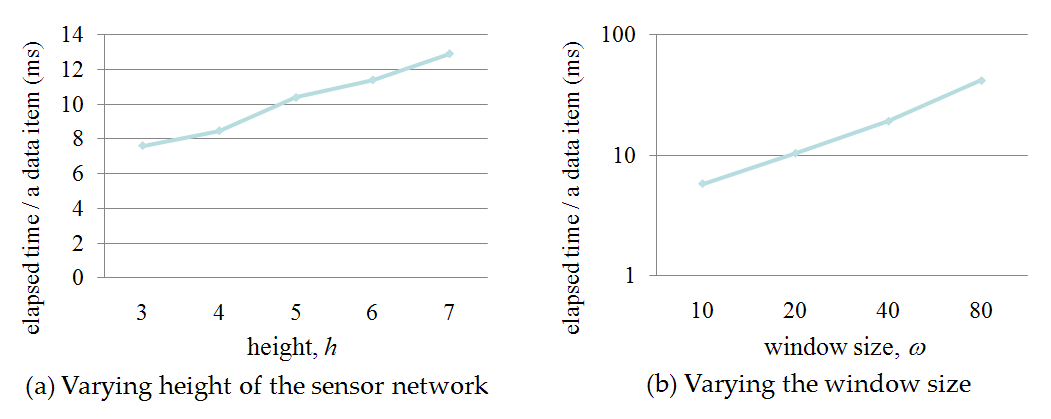 elapsed time / a data item (ms)
14
12
10
8
6
4
2
0
3 4 5 6 7
height, h
(a) Varying height of the sensor network
elapsed time / a data item (ms)
100
10
1
10 20 40 80
window size, ω
(b) Varying the window size